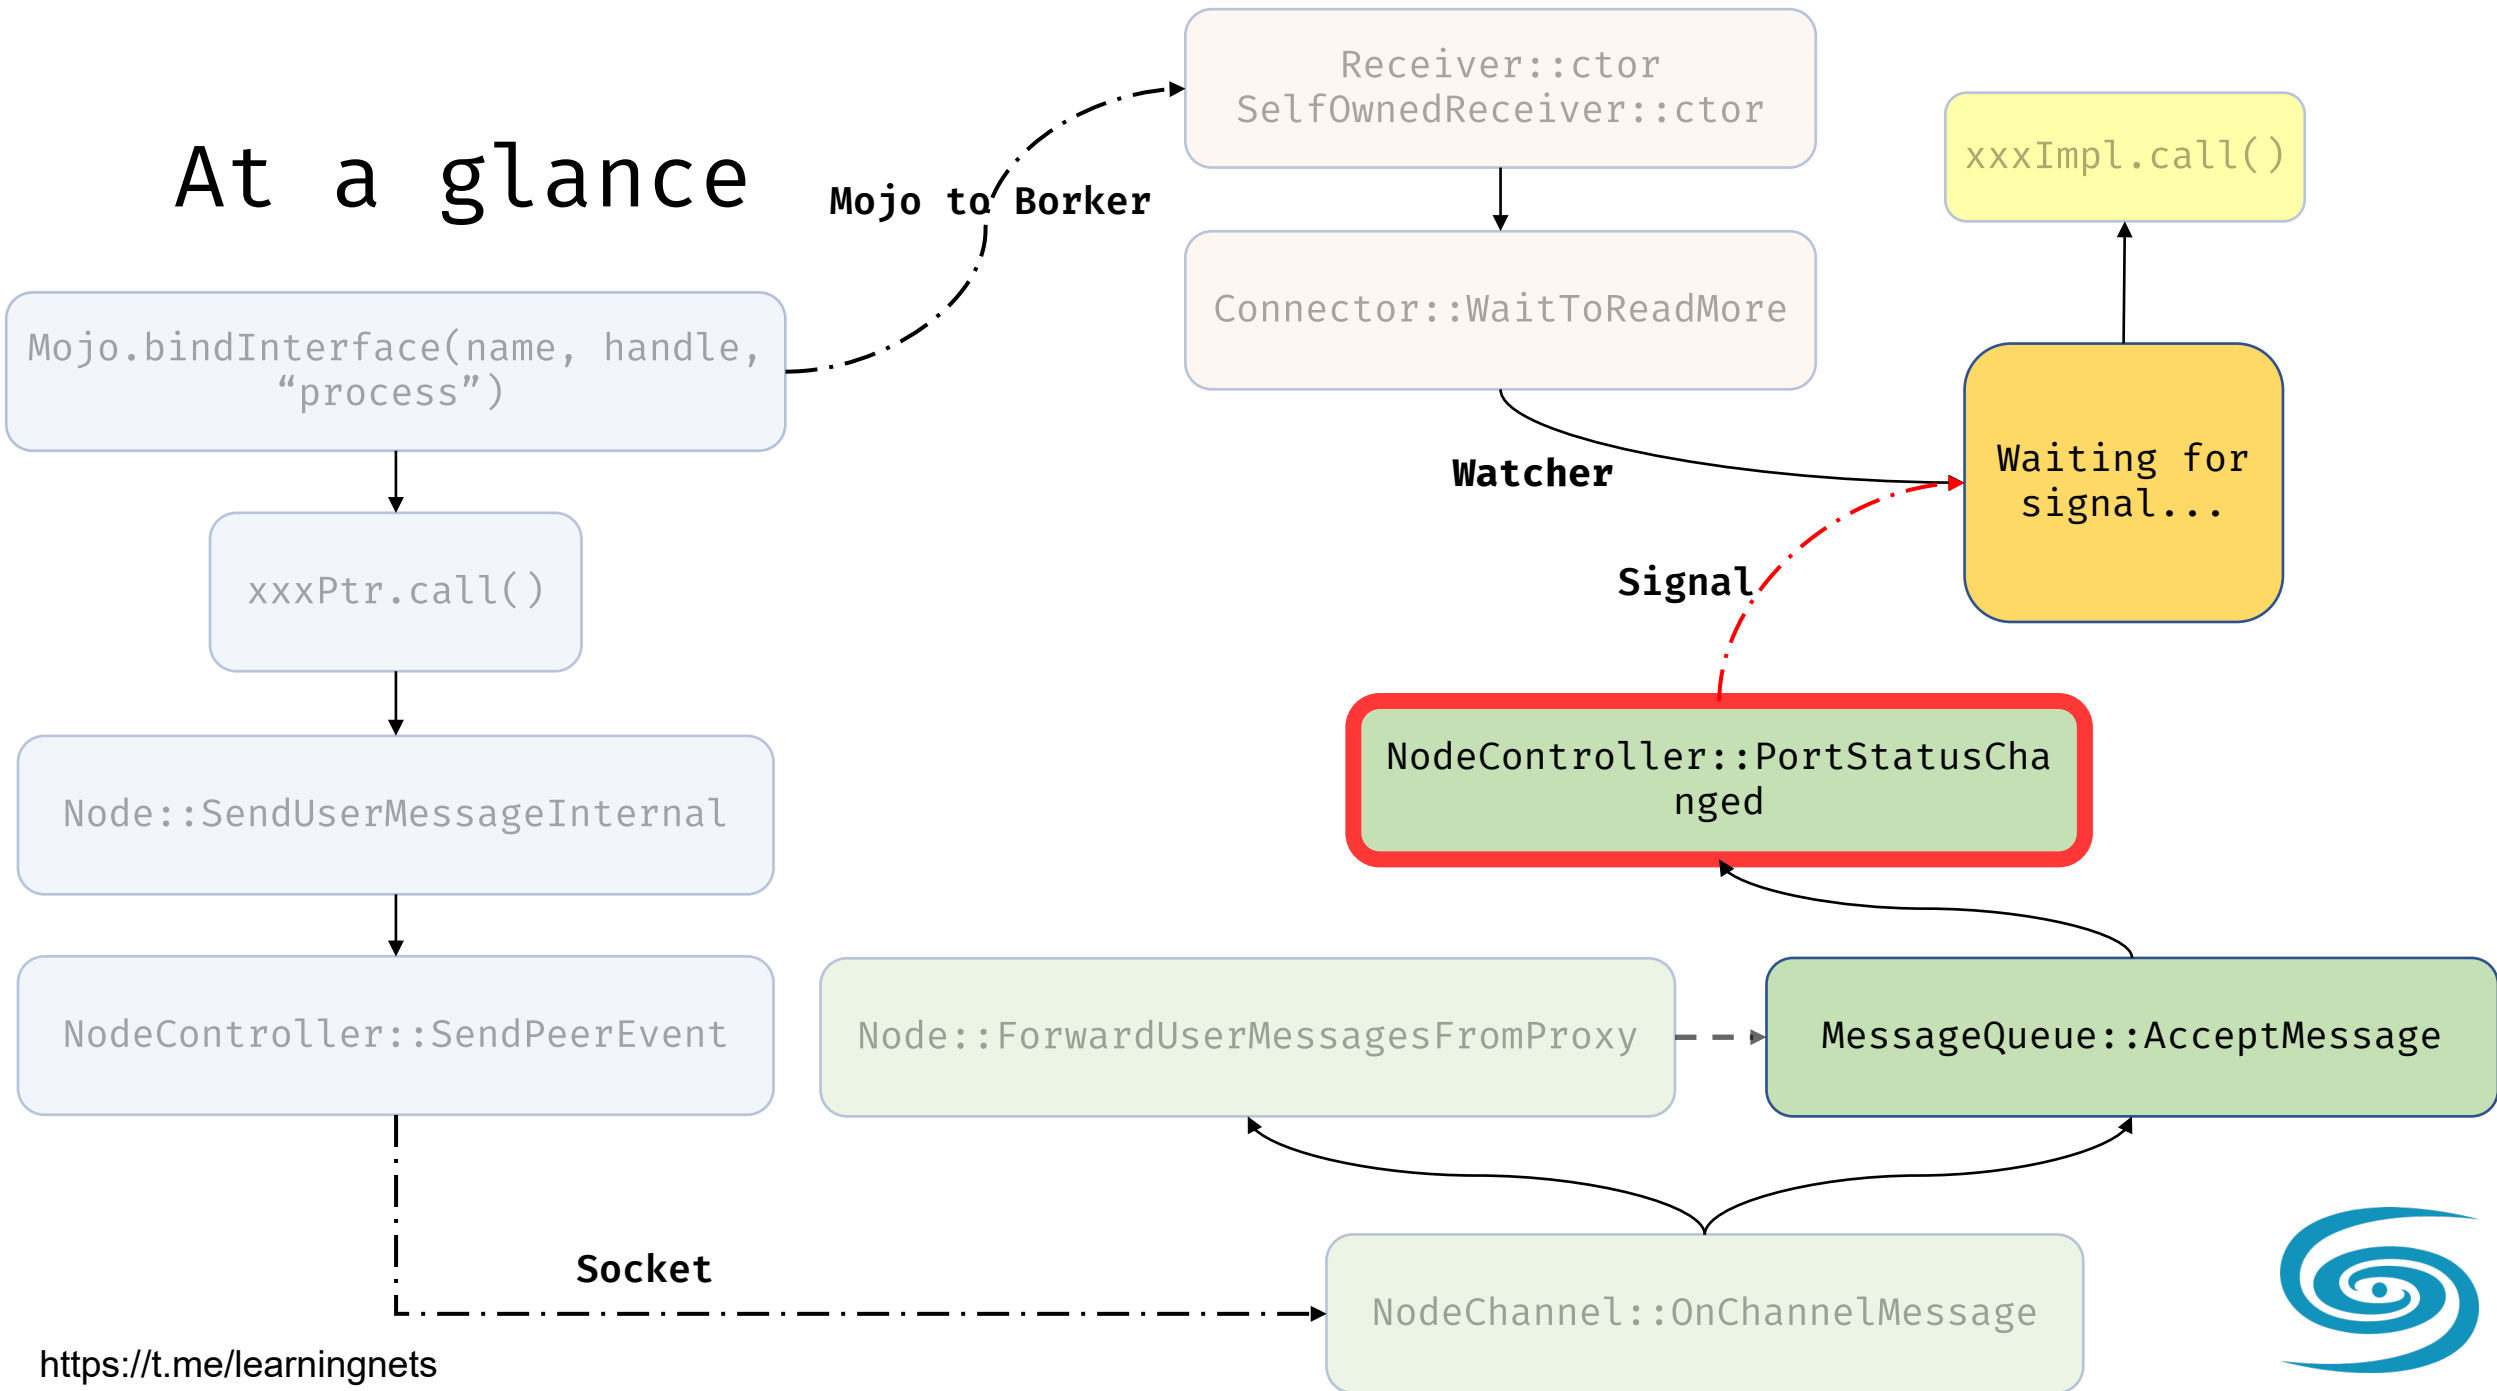 At a glance
Mojo.bindInterface(name, handle,
“process”)
xxxPtr.call()
Node::SendUserMessageInternal
NodeController::SendPeerEvent
Mojo to Borker
Receiver::ctor
SelfOwnedReceiver::ctor
Connector::WaitToReadMore
Watcher
xxxImpl.call()
Waiting for
signal...
Signal
NodeController::PortStatusCha
nged
Node::ForwardUserMessagesFromProxy
MessageQueue::AcceptMessage
Socket
NodeChannel::OnChannelMessage
https://t.me/learningnets